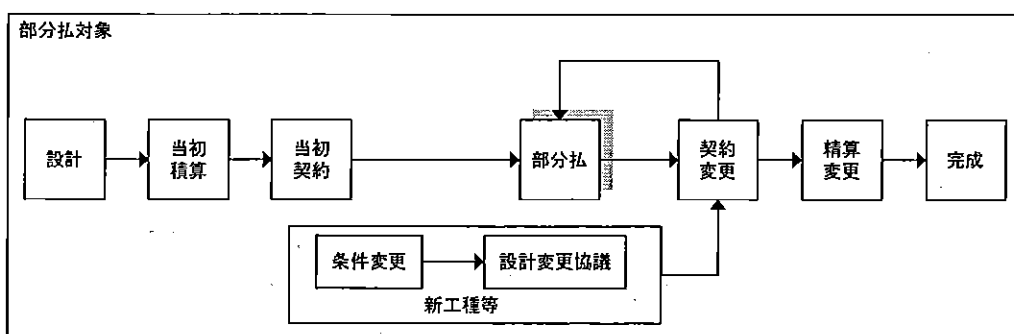 部分払対象
設計
当初
積算
当初
契約
部分払
契約
変更
精算
変更
完成
条件変更
設計変更協議
新工種等